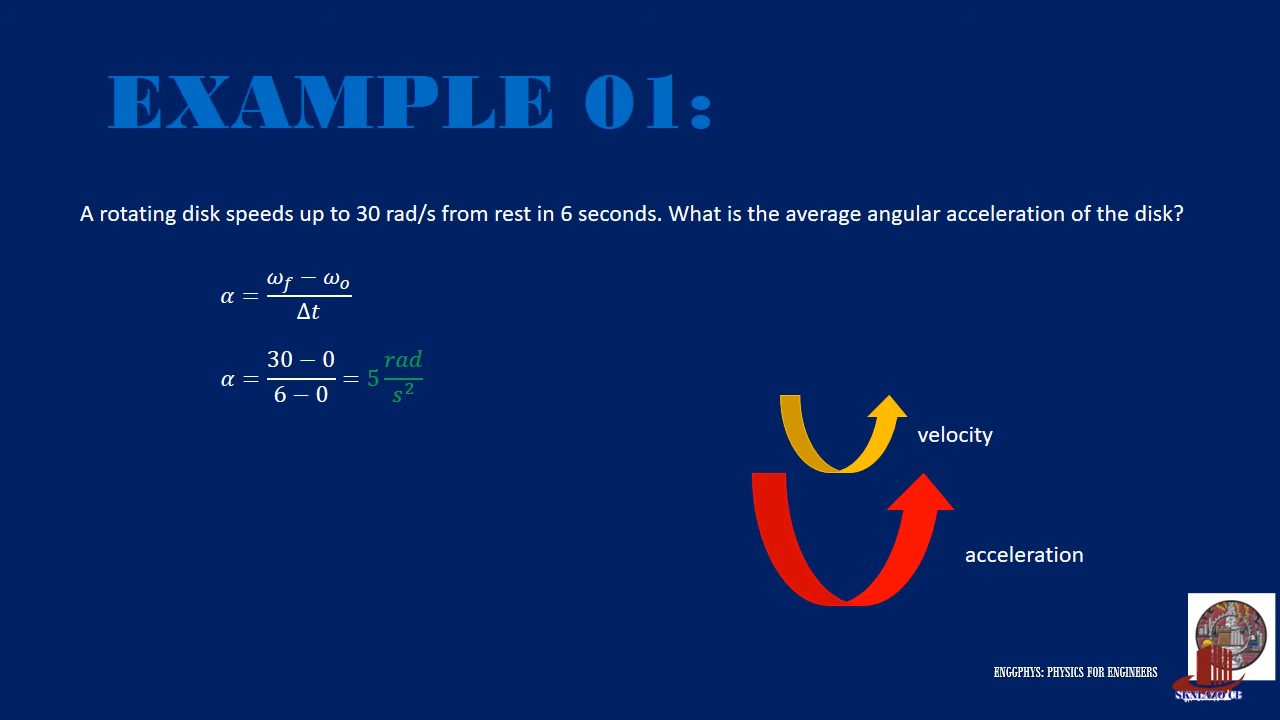 EXAMPLE 01:
A rotating disk speeds up to 30 rad/s from rest in 6 seconds. What is the average angular acceleration of the disk?
α = (ω_f − ω_o)/Δt
α = (30 − 0)/(6 − 0) = 5 rad/s²
velocity
acceleration
ENGGPHYS: PHYSICS FOR ENGINEERS